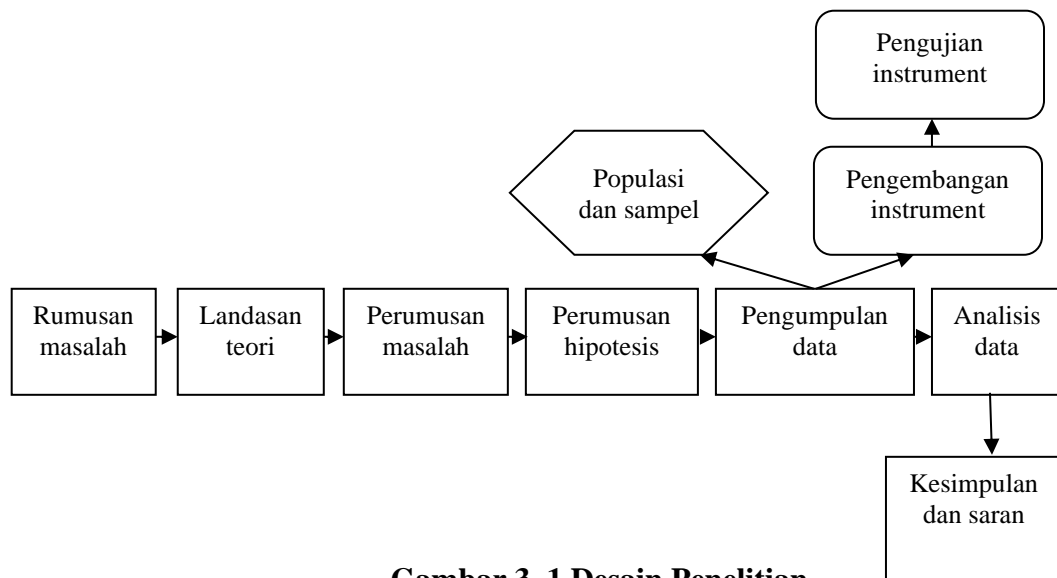 Pengujian
instrument
Populasi
dan sampel
Pengembangan
instrument
Rumusan
masalah
Landasan
teori
Perumusan
masalah
Perumusan
hipotesis
Pengumpulan
data
Analisis
data
Kesimpulan
dan saran
Gambar 3. 1 Desain Penelitian